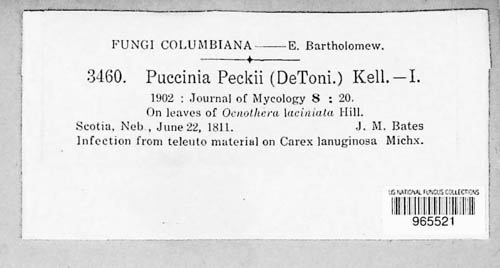 FUNGI COLUMBIANA — E. Bartholomew.
3460. Puccinia Peckii (DeToni.) Kell. — I.
1902 : Journal of Mycology 8 : 20.
On leaves of Ocnothera laciniata Hill.
Scotia, Neb., June 22, 1811. J. M. Bates
Infection from teleuto material on Carex lanuginosa Michx.
US NATIONAL FUNGUS COLLECTIONS
965521